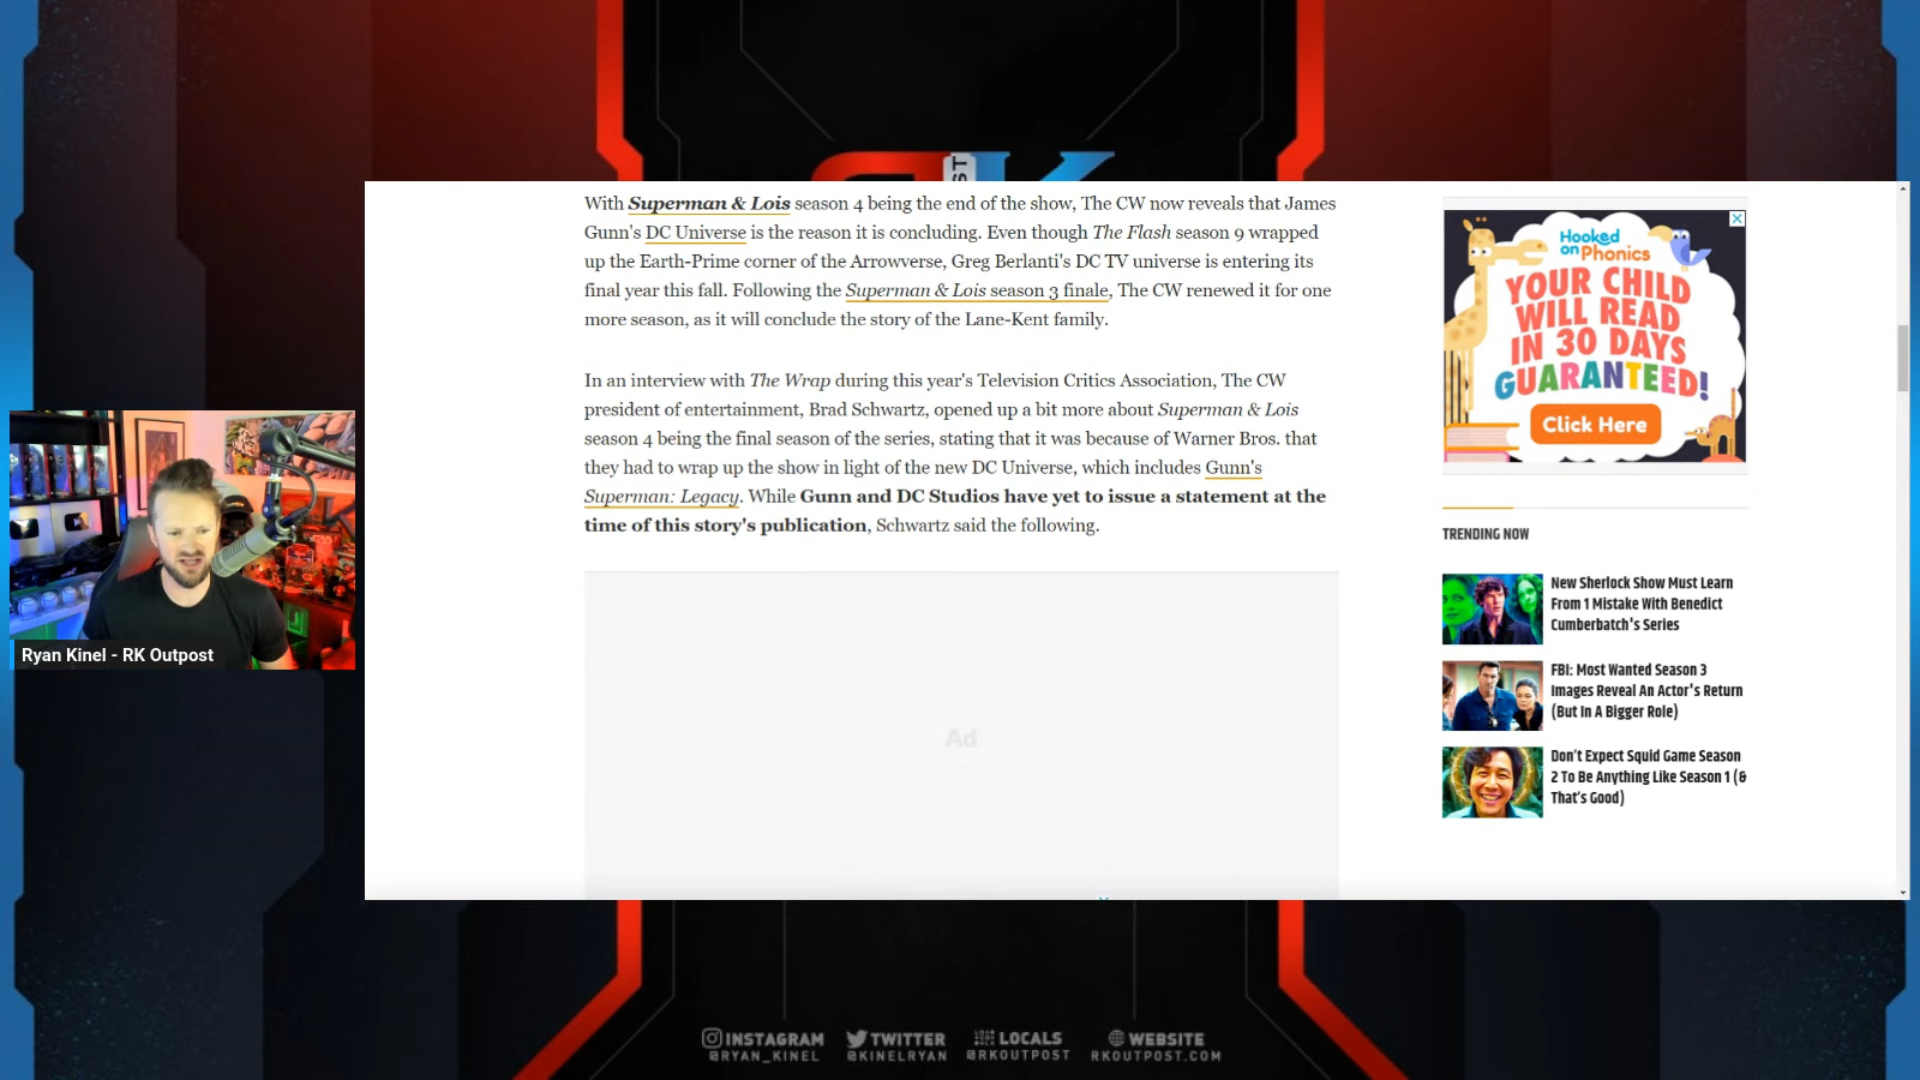 ST
With Superman & Lois season 4 being the end of the show, The CW now reveals that James
Gunn's DC Universe is the reason it is concluding. Even though The Flash season 9 wrapped
up the Earth-Prime corner of the Arrowverse, Greg Berlanti's DC TV universe is entering its
final year this fall. Following the Superman & Lois season 3 finale, The CW renewed it for one
more season, as it will conclude the story of the Lane-Kent family.
In an interview with The Wrap during this year's Television Critics Association, The CW
president of entertainment, Brad Schwartz, opened up a bit more about Superman & Lois
season 4 being the final season of the series, stating that it was because of Warner Bros. that
they had to wrap up the show in light of the new DC Universe, which includes Gunn's
Superman: Legacy. While Gunn and DC Studios have yet to issue a statement at the
time of this story's publication, Schwartz said the following.
Ad
Hooked
on Phonics
YOUR CHILD
WILL READ
IN 30 DAYS
GUARANTEED!
Click Here
TRENDING NOW
New Sherlock Show Must Learn
From 1 Mistake With Benedict
Cumberbatch's Series
FBI: Most Wanted Season 3
Images Reveal An Actor's Return
(But In A Bigger Role)
Don't Expect Squid Game Season
2 To Be Anything Like Season 1 (&
That's Good)
Ryan Kinel - RK Outpost
INSTAGRAM
@RYAN_KINEL
TWITTER
@KINELRYAN
LOCALS
@RKOUTPOST
WEBSITE
RKOUTPOST.COM